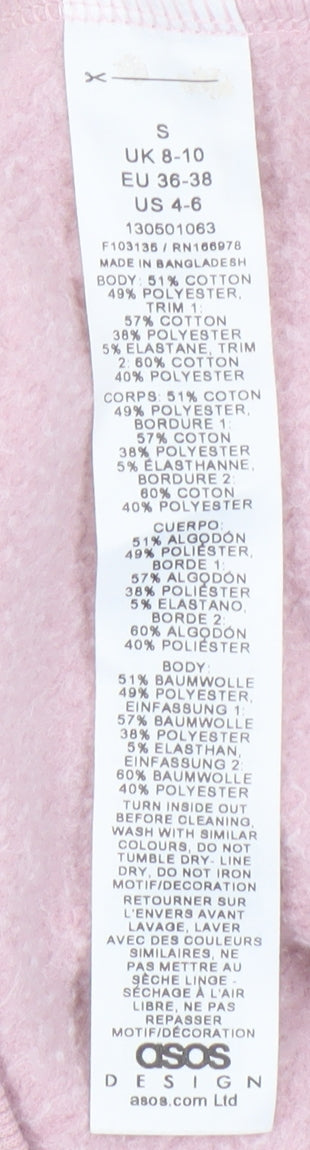 S
UK 8-10
EU 36-38
US 4-6
130501063
F103135 / RN166978
MADE IN BANGLADESH
BODY: 51% COTTON
49% POLYESTER,
TRIM 1:
57% COTTON
38% POLYESTER
5% ELASTANE, TRIM
2: 60% COTTON
40% POLYESTER
CORPS: 51% COTON
49% POLYESTER,
BORDURE 1:
57% COTON
38% POLYESTER
5% ÉLASTHANNE,
BORDURE 2:
60% COTON
40% POLYESTER
CUERPO:
51% ALGODÓN
49% POLIÉSTER,
BORDE 1:
57% ALGODÓN
38% POLIÉSTER
5% ELASTANO,
BORDE 2:
60% ALGODÓN
40% POLIÉSTER
BODY:
51% BAUMWOLLE
49% POLYESTER,
EINFASSUNG 1:
57% BAUMWOLLE
38% POLYESTER
5% ELASTHAN,
EINFASSUNG 2:
60% BAUMWOLLE
40% POLYESTER
TURN INSIDE OUT
BEFORE CLEANING,
WASH WITH SIMILAR
COLOURS, DO NOT
TUMBLE DRY- LINE
DRY, DO NOT IRON
MOTIF/DECORATION
RETOURNER SUR
L'ENVERS AVANT
LAVAGE, LAVER
AVEC DES COULEURS
SIMILAIRES, NE
PAS METTRE AU
SÈCHE LINGE -
SÉCHAGE À L'AIR
LIBRE, NE PAS
REPASSER
MOTIF/DÉCORATION
asos
DESIGN
asos.com Ltd